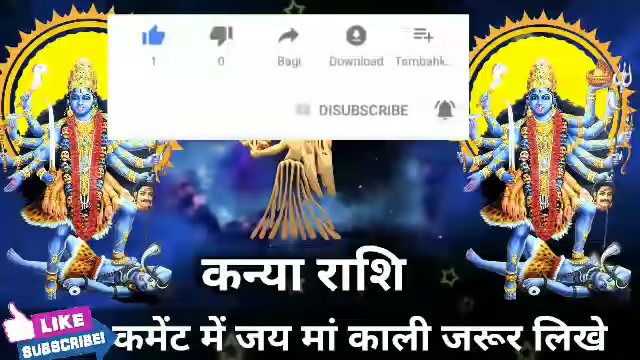 1 0 Bagi Download Tambahk...
DISUBSCRIBE
कन्या राशि
LIKE
SUBSCRIBE!
कमेंट में जय मां काली जरूर लिखे